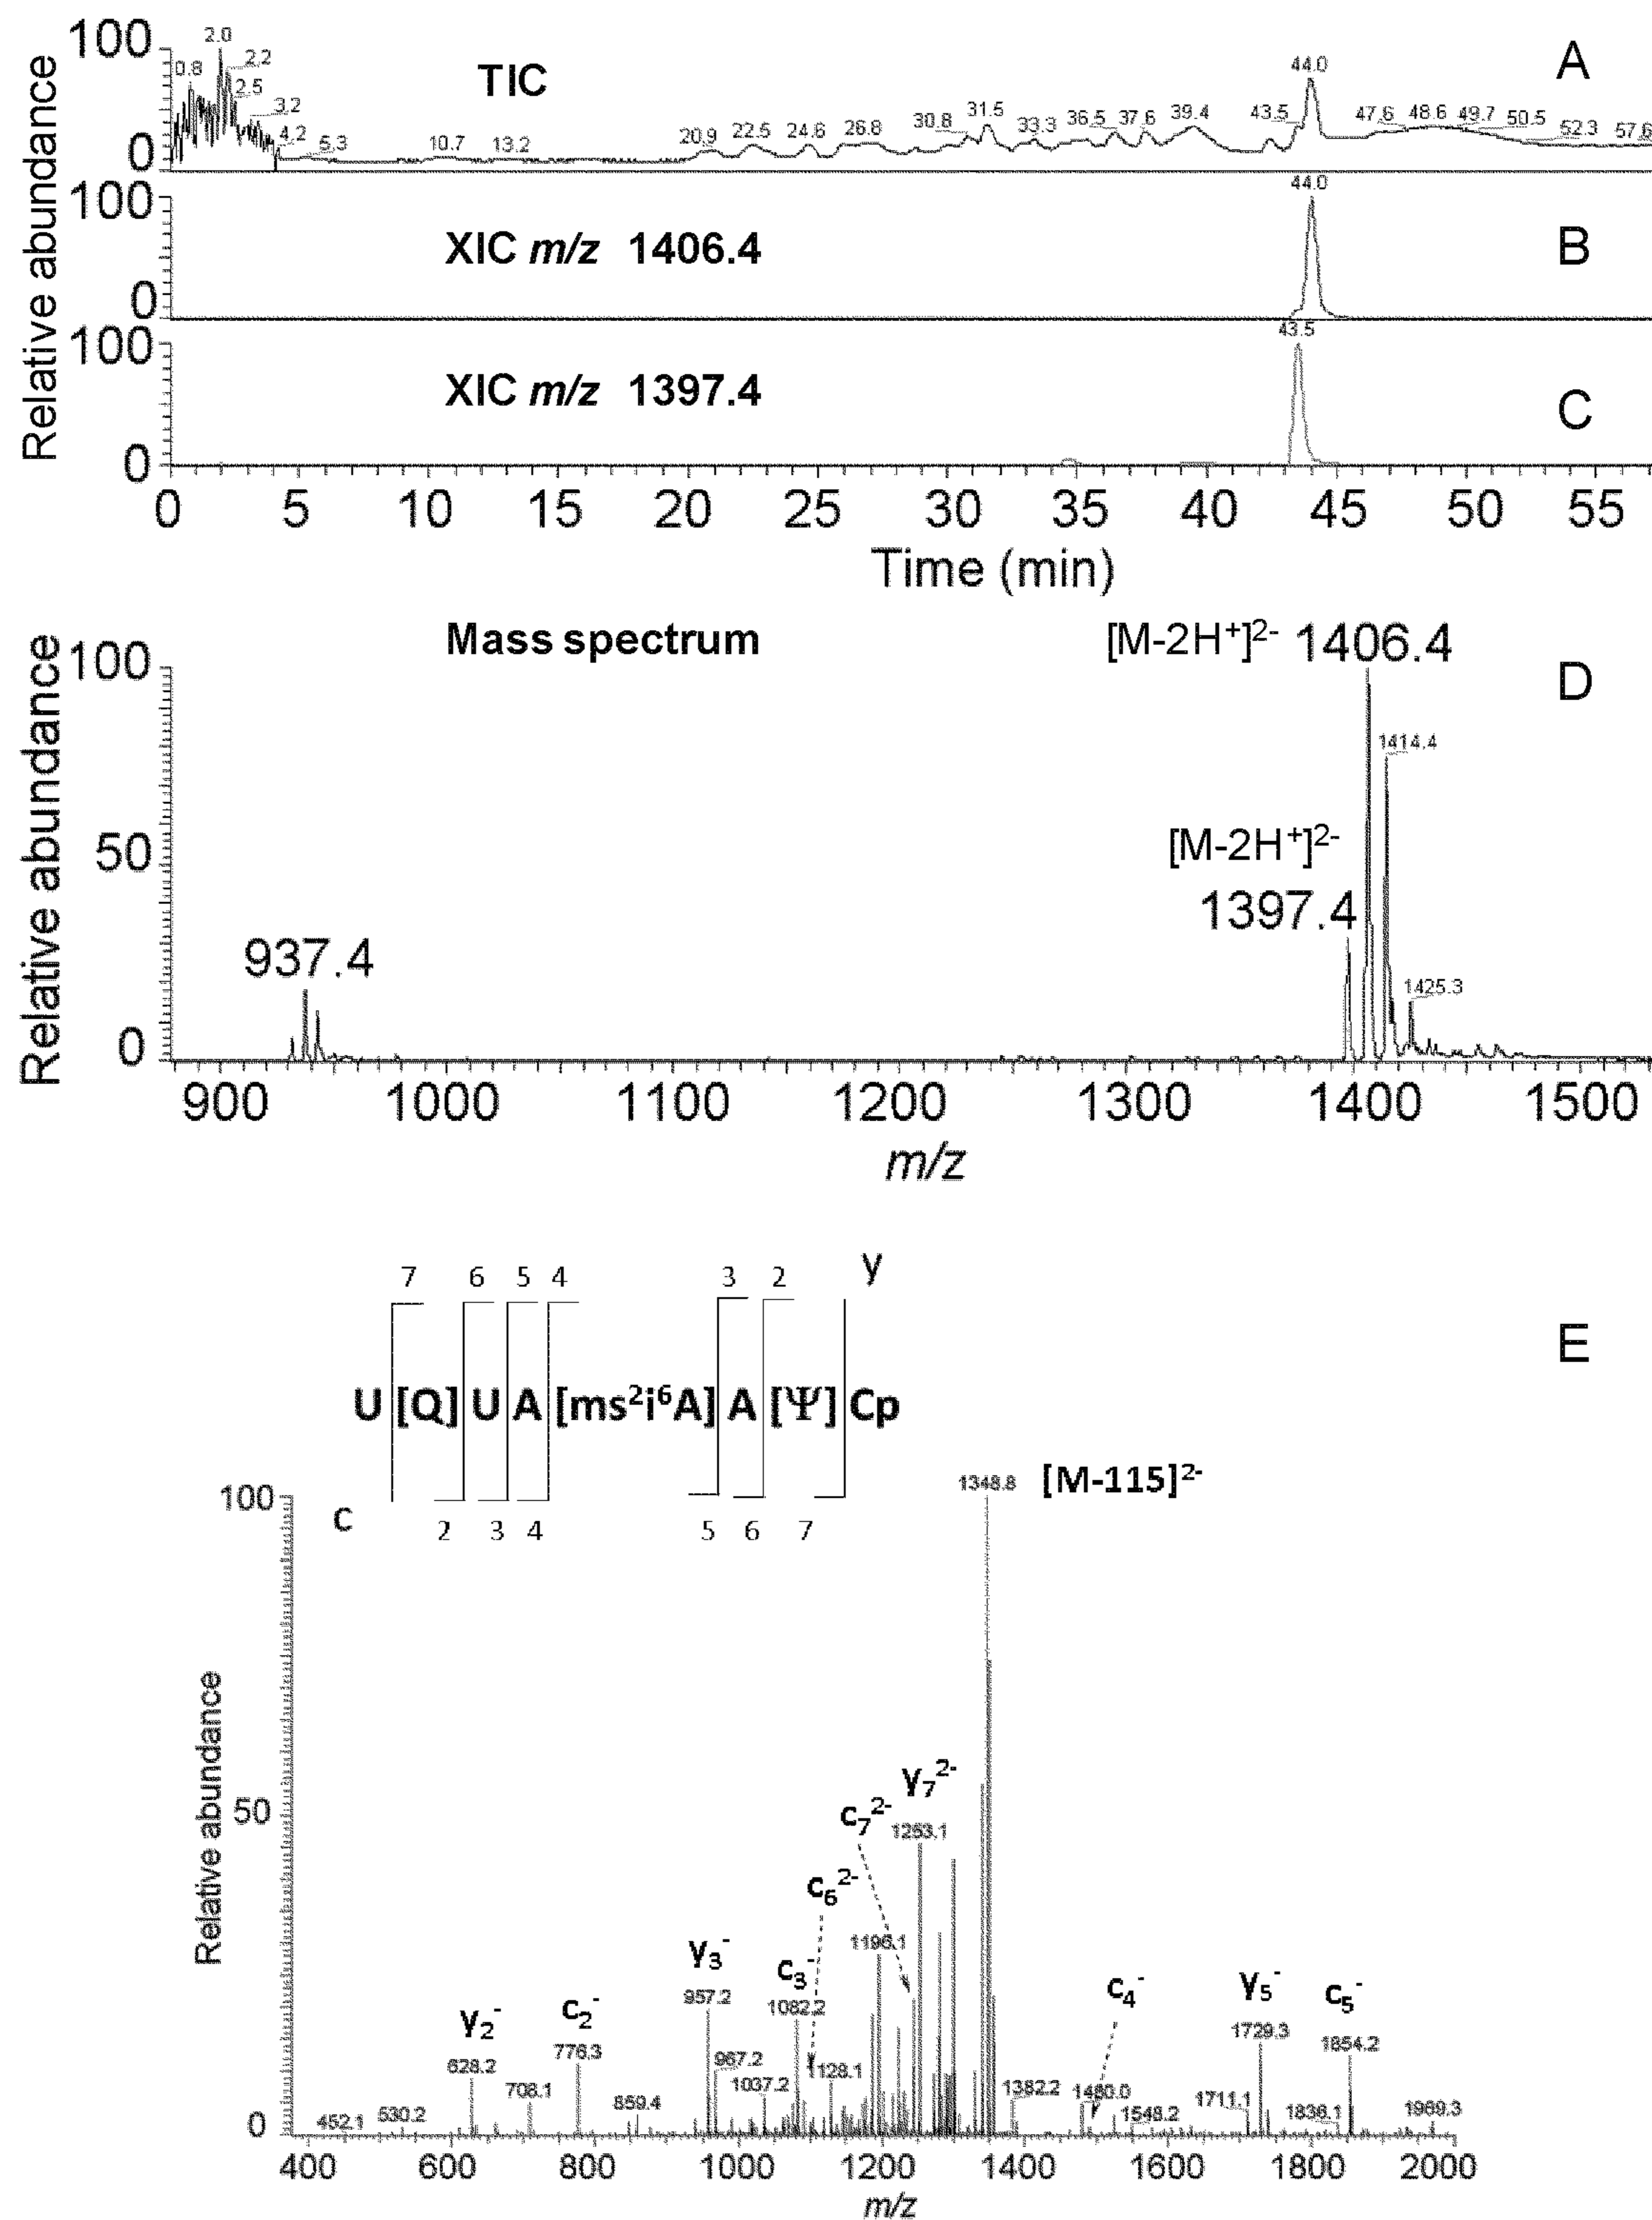 A
TIC
Relative abundance
100
0
0.8 2.0 2.2 2.5 3.2 4.2 5.3 10.7 13.2 20.9 22.5 24.6 26.8 30.8 31.5 33.3 36.5 37.6 39.4 43.5 44.0 47.6 48.6 49.7 50.5 52.3 57.6
B
XIC m/z 1406.4
100
0
44.0
C
XIC m/z 1397.4
100
0
43.5
0 5 10 15 20 25 30 35 40 45 50 55
Time (min)
D
Mass spectrum
Relative abundance
100
50
0
[M-2H⁺]²⁻ 1406.4
1414.4
[M-2H⁺]²⁻
1397.4
1425.3
937.4
900 1000 1100 1200 1300 1400 1500
m/z
E
y
7 6 5 4 3 2
U [Q] U A [ms²i⁶A] A [Ψ] Cp
c
2 3 4 5 6 7
Relative abundance
100
50
0
1348.8 [M-115]²⁻
y₇²⁻
1253.1
c₇²⁻
c₆²⁻
1196.1
y₃⁻
957.2
c₃⁻
1082.2
c₄⁻
y₅⁻
1729.3
c₅⁻
1854.2
y₂⁻
628.2
c₂⁻
776.3
967.2
1128.1
1037.2
708.1
859.4
452.1
530.2
1382.2
1480.0
1548.2
1711.1
1836.1
1969.3
400 600 800 1000 1200 1400 1600 1800 2000
m/z